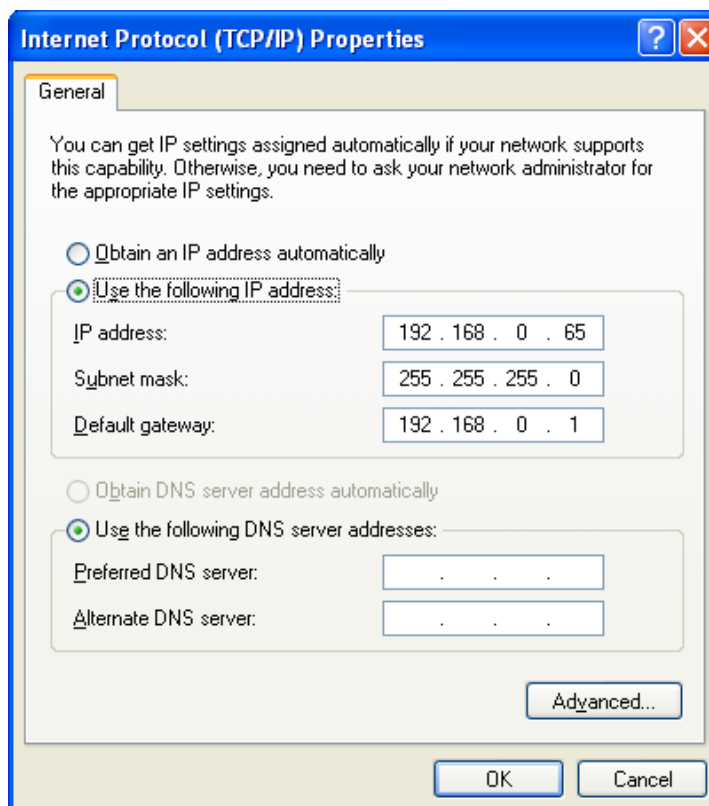 Internet Protocol (TCP/IP) Properties
General
You can get IP settings assigned automatically if your network supports
this capability. Otherwise, you need to ask your network administrator for
the appropriate IP settings.
Obtain an IP address automatically
Use the following IP address:
IP address: 192 . 168 . 0 . 65
Subnet mask: 255 . 255 . 255 . 0
Default gateway: 192 . 168 . 0 . 1
Obtain DNS server address automatically
Use the following DNS server addresses:
Preferred DNS server: . . .
Alternate DNS server: . . .
Advanced...
OK Cancel